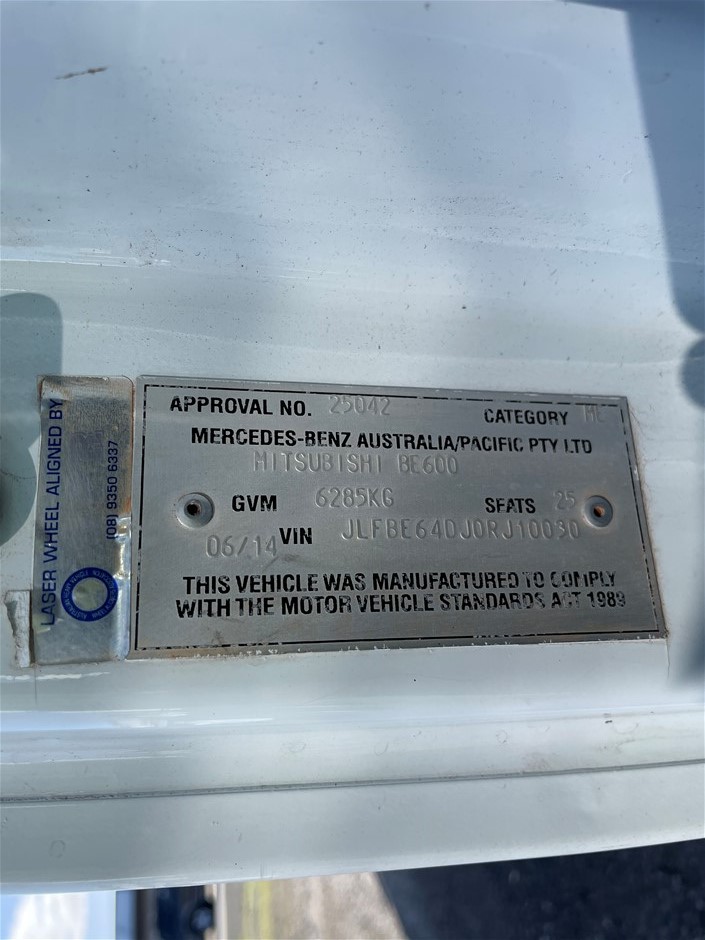 APPROVAL NO. 25042 CATEGORY
MERCEDES-BENZ AUSTRALIA/PACIFIC PTY LTD
MITSUBISHI BE600
GVM 6285KG SEATS 25
06/14 VIN JLFBE64DJ0RJ10030
THIS VEHICLE WAS MANUFACTURED TO COMPLY
WITH THE MOTOR VEHICLE STANDARDS ACT 1989
LASER WHEEL ALIGNED BY
(08) 9350 6337